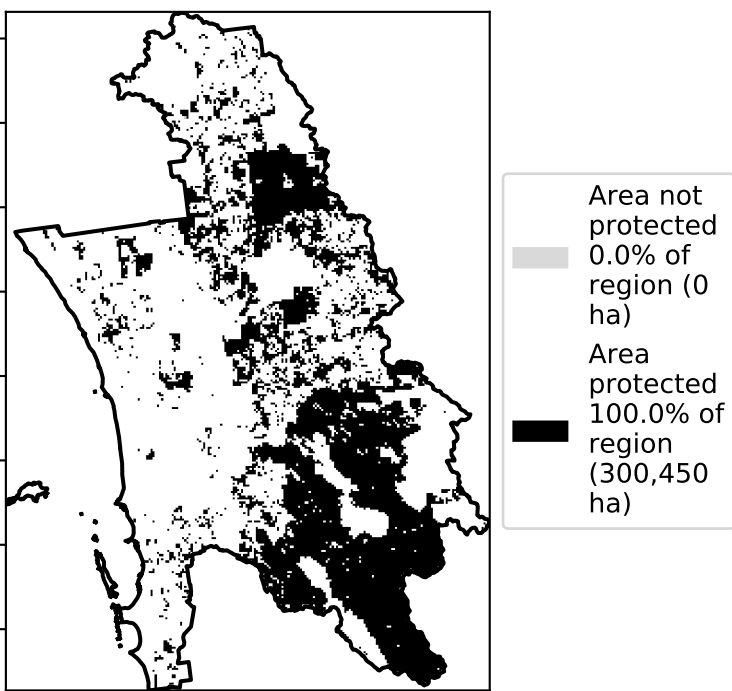 Area not
protected
0.0% of
region (0
ha)
Area
protected
100.0% of
region
(300,450
ha)